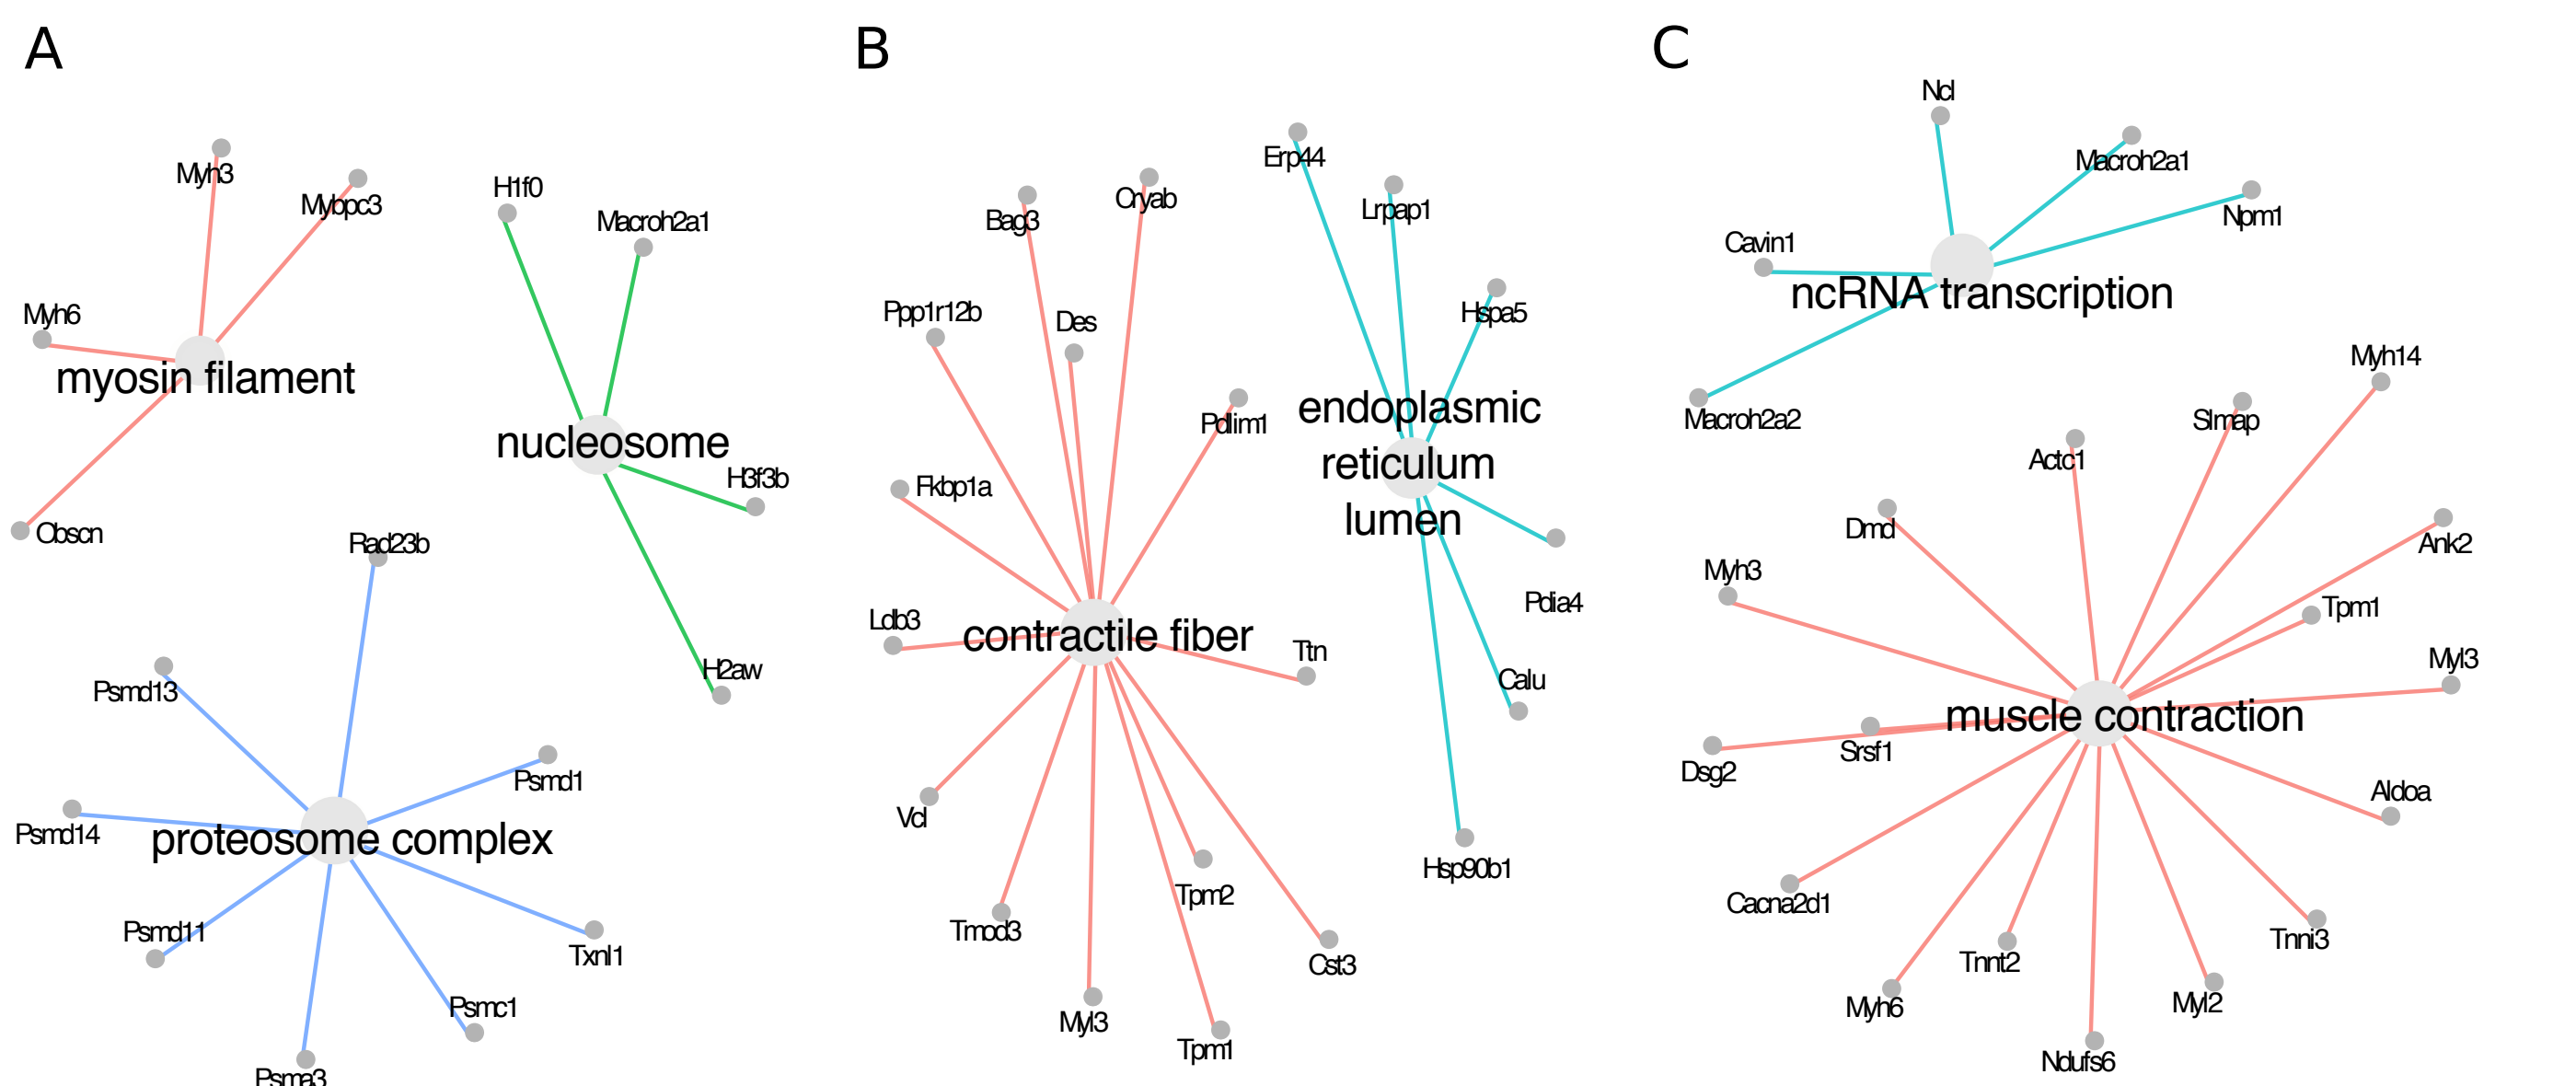 A
Myh3
Mybpc3
Myh6
myosin filament
Obscn
H1f0
Macroh2a1
nucleosome
H3f3b
H2aw
Rad23b
Psmd13
Psmd1
Psmd14
proteosome complex
Psmd11
Txnl1
Psmc1
Psma3
B
Erp44
Cryab
Lrpap1
Bag3
Ppp1r12b
Des
Hspa5
Pdlim1
endoplasmic
reticulum
lumen
Fkbp1a
Pdia4
Ldb3
contractile fiber
Ttn
Calu
Vcl
Hsp90b1
Tpm2
Tmod3
Cst3
Myl3
Tpm1
C
Ncl
Macroh2a1
Npm1
Cavin1
ncRNA transcription
Macroh2a2
Myh14
Slmap
Actc1
Dmd
Ank2
Myh3
Tpm1
Myl3
muscle contraction
Srsf1
Dsg2
Aldoa
Cacna2d1
Tnni3
Tnnt2
Myh6
Myl2
Ndufs6